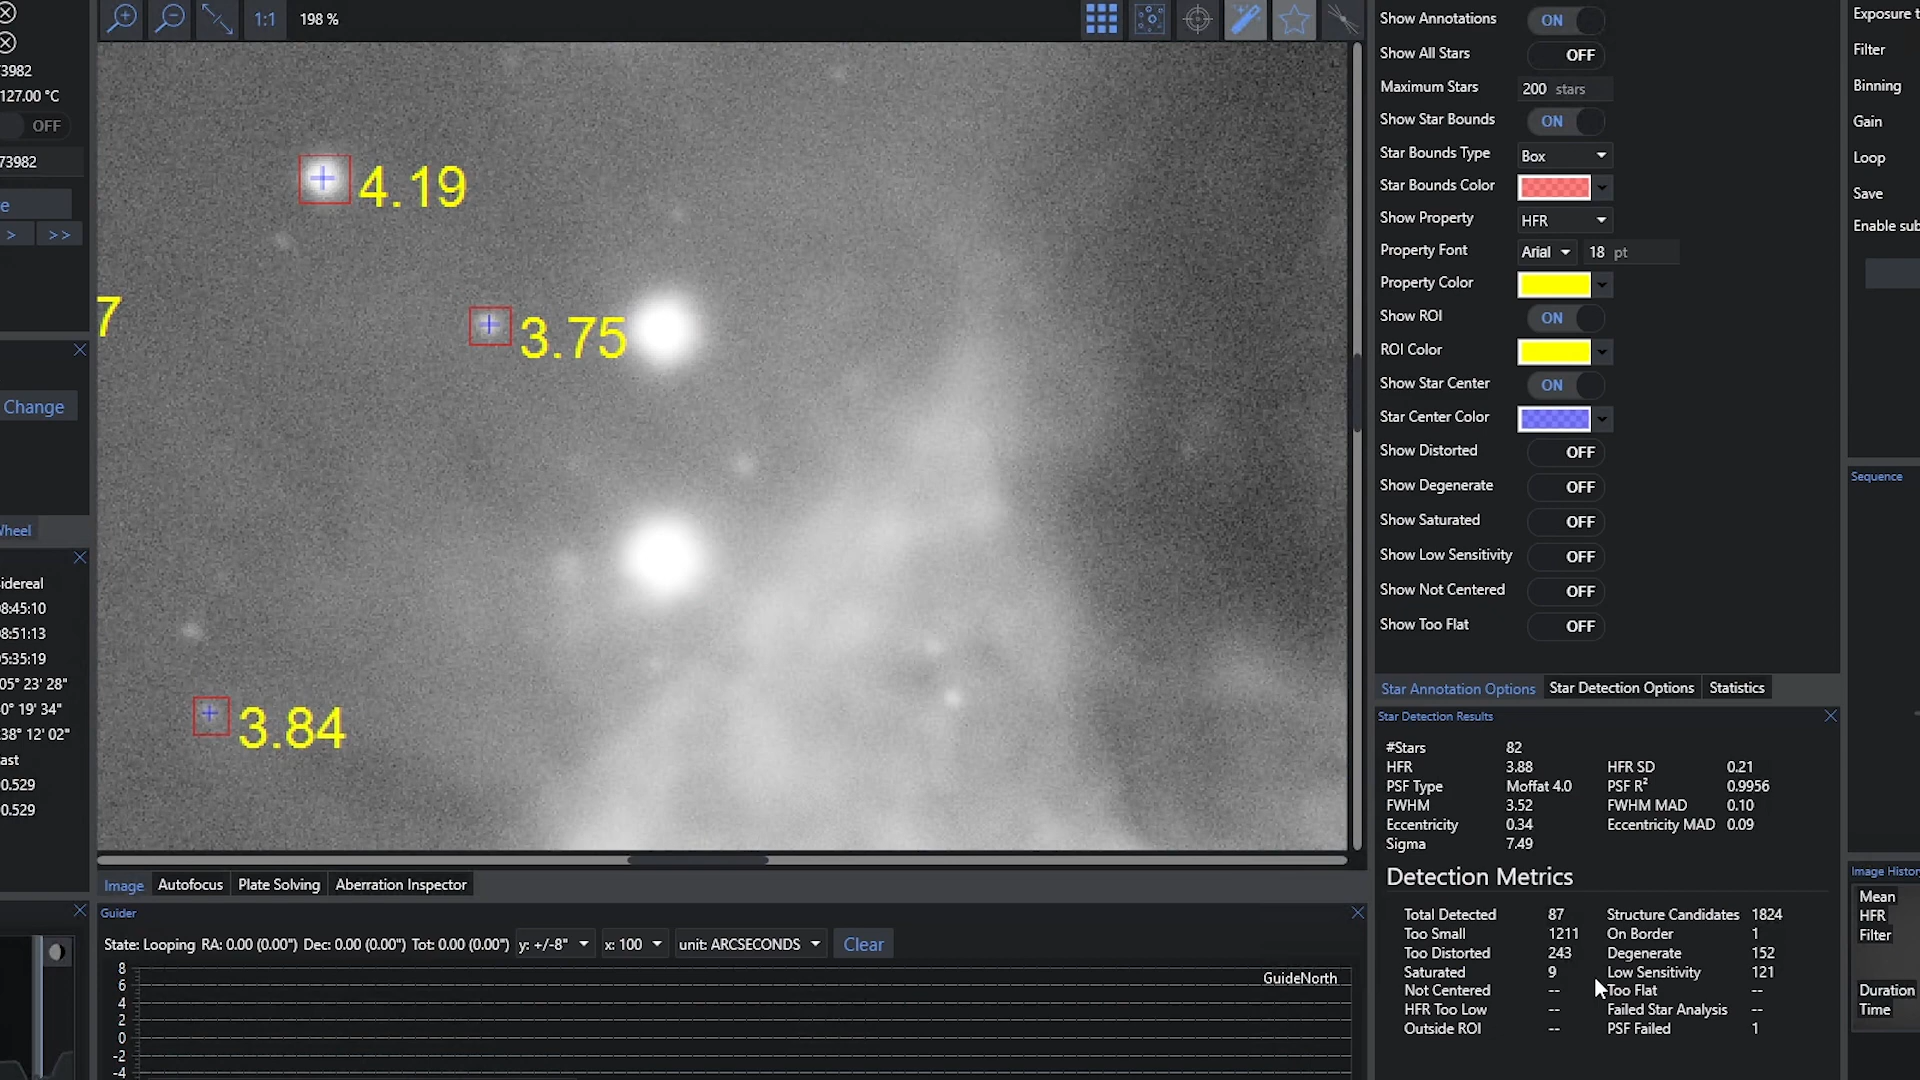 1:1
198 %
73982
127.00 °C
OFF
73982
e
>
>>
Change
Wheel
idereal
8:45:10
8:51:13
5:35:19
05° 23' 28"
0° 19' 34"
38° 12' 02"
ast
0.529
0.529
4.19
7
3.75
3.84
Image
Autofocus
Plate Solving
Aberration Inspector
Guider
State: Looping RA: 0.00 (0.00") Dec: 0.00 (0.00") Tot: 0.00 (0.00") y: +/-8" x: 100 unit: ARCSECONDS Clear
GuideNorth
8
6
4
2
0
-2
-4
Show Annotations ON
Show All Stars OFF
Maximum Stars 200 stars
Show Star Bounds ON
Star Bounds Type Box
Star Bounds Color
Show Property HFR
Property Font Arial 18 pt
Property Color
Show ROI ON
ROI Color
Show Star Center ON
Star Center Color
Show Distorted OFF
Show Degenerate OFF
Show Saturated OFF
Show Low Sensitivity OFF
Show Not Centered OFF
Show Too Flat OFF
Star Annotation Options
Star Detection Options
Statistics
Star Detection Results
#Stars 82
HFR 3.88 HFR SD 0.21
PSF Type Moffat 4.0 PSF R² 0.9956
FWHM 3.52 FWHM MAD 0.10
Eccentricity 0.34 Eccentricity MAD 0.09
Sigma 7.49
Detection Metrics
Total Detected 87 Structure Candidates 1824
Too Small 1211 On Border 1
Too Distorted 243 Degenerate 152
Saturated 9 Low Sensitivity 121
Not Centered -- Too Flat --
HFR Too Low -- Failed Star Analysis --
Outside ROI -- PSF Failed 1
Exposure t
Filter
Binning
Gain
Loop
Save
Enable sub
Sequence
Image History
Mean
HFR
Filter
Duration
Time